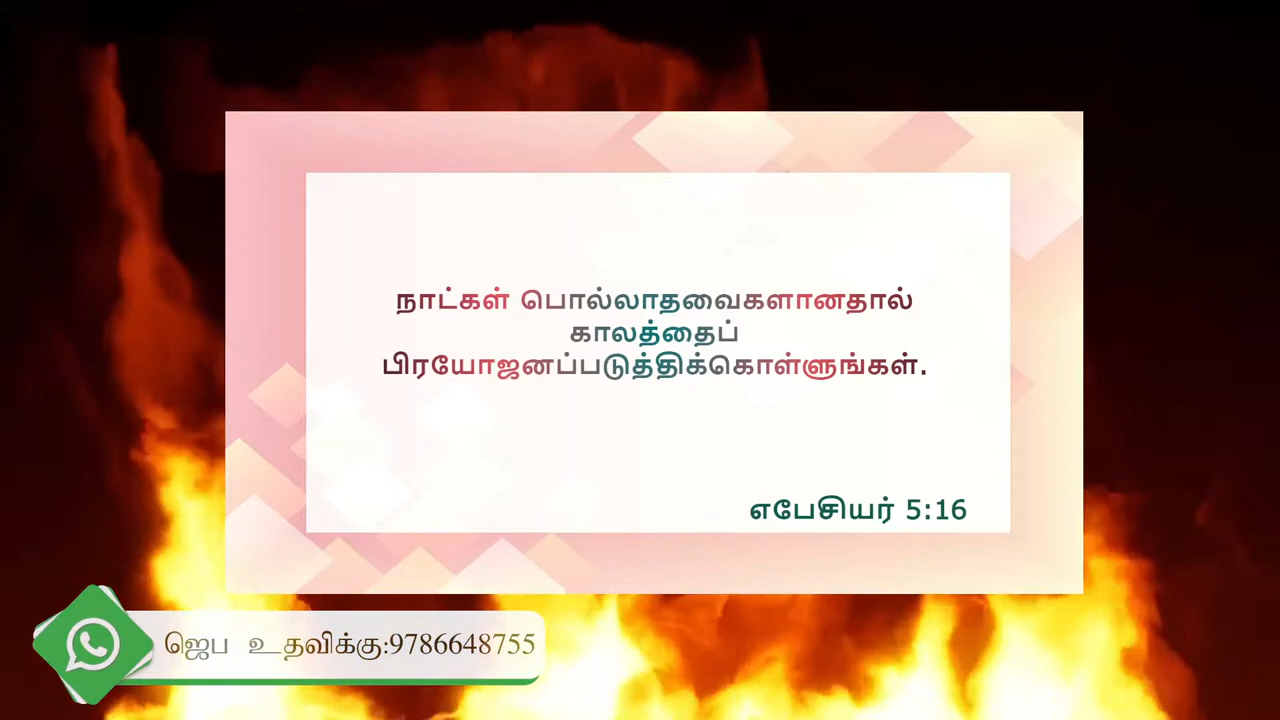 நாட்கள் பொல்லாதவைகளானதால்
காலத்தைப்
பிரயோஜனப்படுத்திக்கொள்ளுங்கள்.
எபேசியர் 5:16
ஜெப உதவிக்கு:9786648755